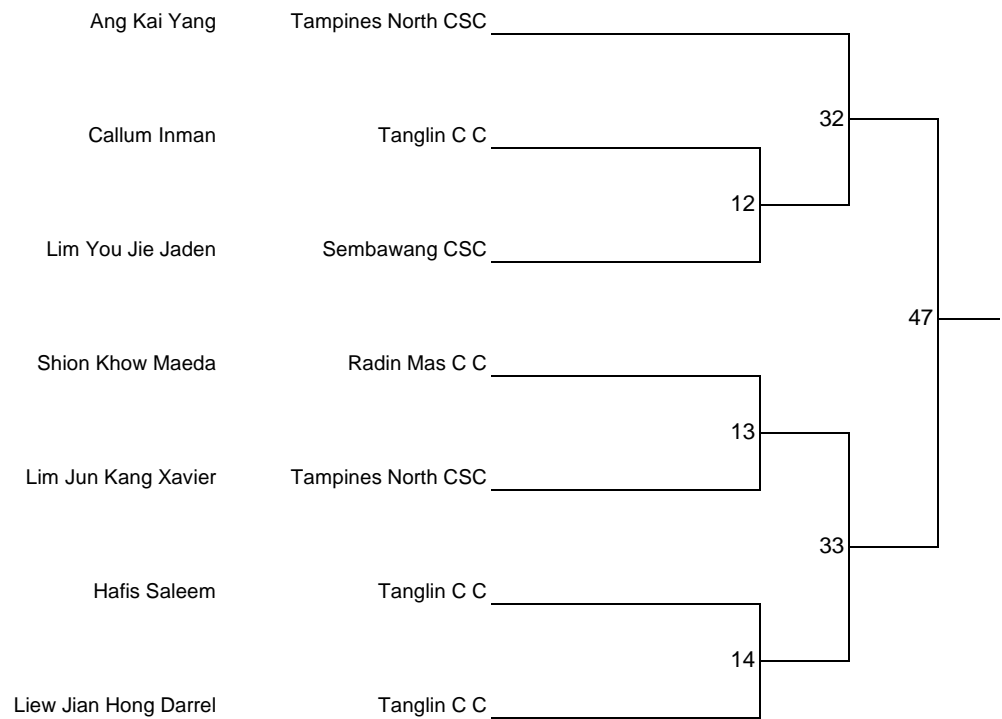 Ang Kai Yang Tampines North CSC
32
Callum Inman Tanglin C C
12
Lim You Jie Jaden Sembawang CSC
47
Shion Khow Maeda Radin Mas C C
13
Lim Jun Kang Xavier Tampines North CSC
33
Hafis Saleem Tanglin C C
14
Liew Jian Hong Darrel Tanglin C C